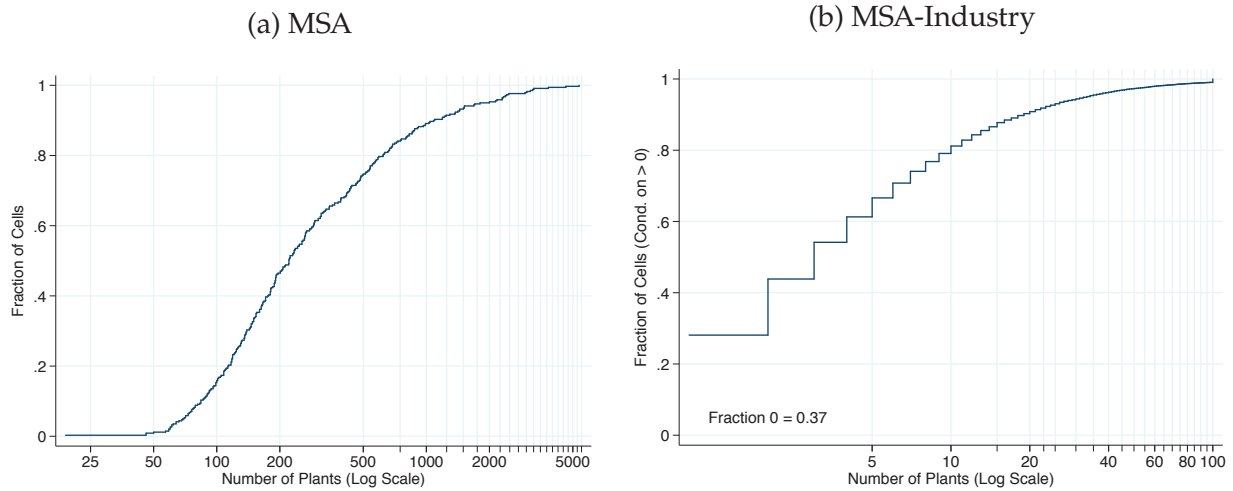 (a) MSA
Fraction of Cells
1
.8
.6
.4
.2
0
25 50 100 200 500 1000 2000 5000
Number of Plants (Log Scale)
(b) MSA-Industry
Fraction of Cells (Cond. on > 0)
1
.8
.6
.4
.2
0
Fraction 0 = 0.37
5 10 20 40 60 80 100
Number of Plants (Log Scale)